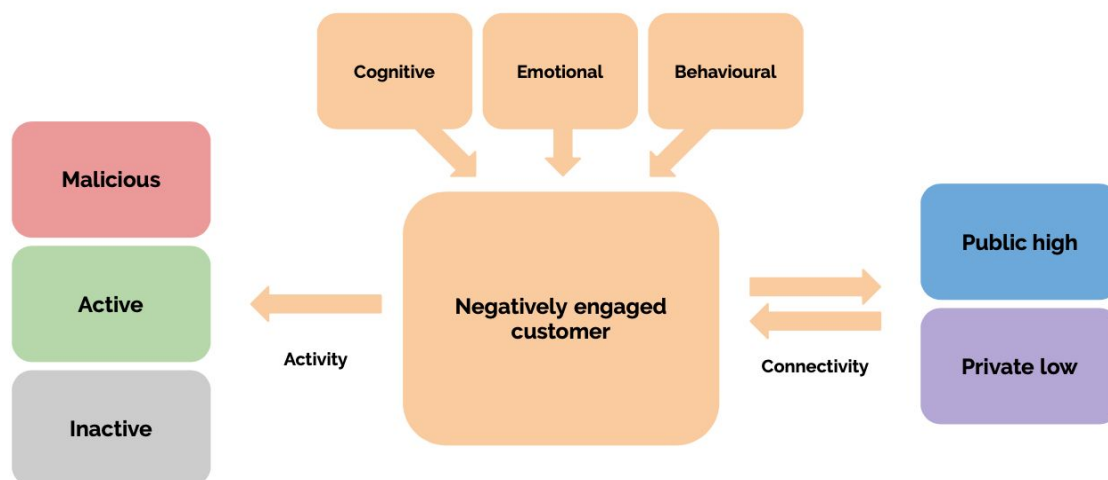 Cognitive
Emotional
Behavioural
Malicious
Active
Inactive
Activity
Negatively engaged
customer
Connectivity
Public high
Private low